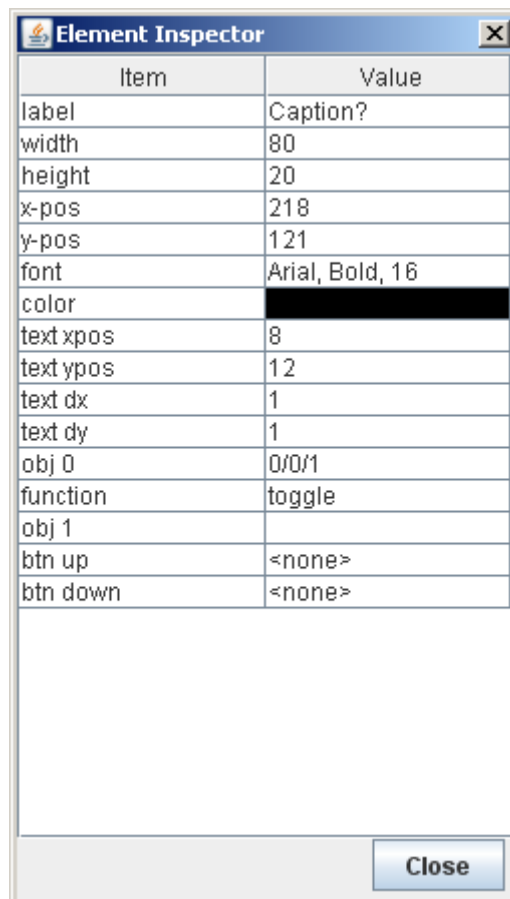 Element Inspector
Item Value
label Caption?
width 80
height 20
x-pos 218
y-pos 121
font Arial, Bold, 16
color
text xpos 8
text ypos 12
text dx 1
text dy 1
obj 0 0/0/1
function toggle
obj 1
btn up <none>
btn down <none>
Close